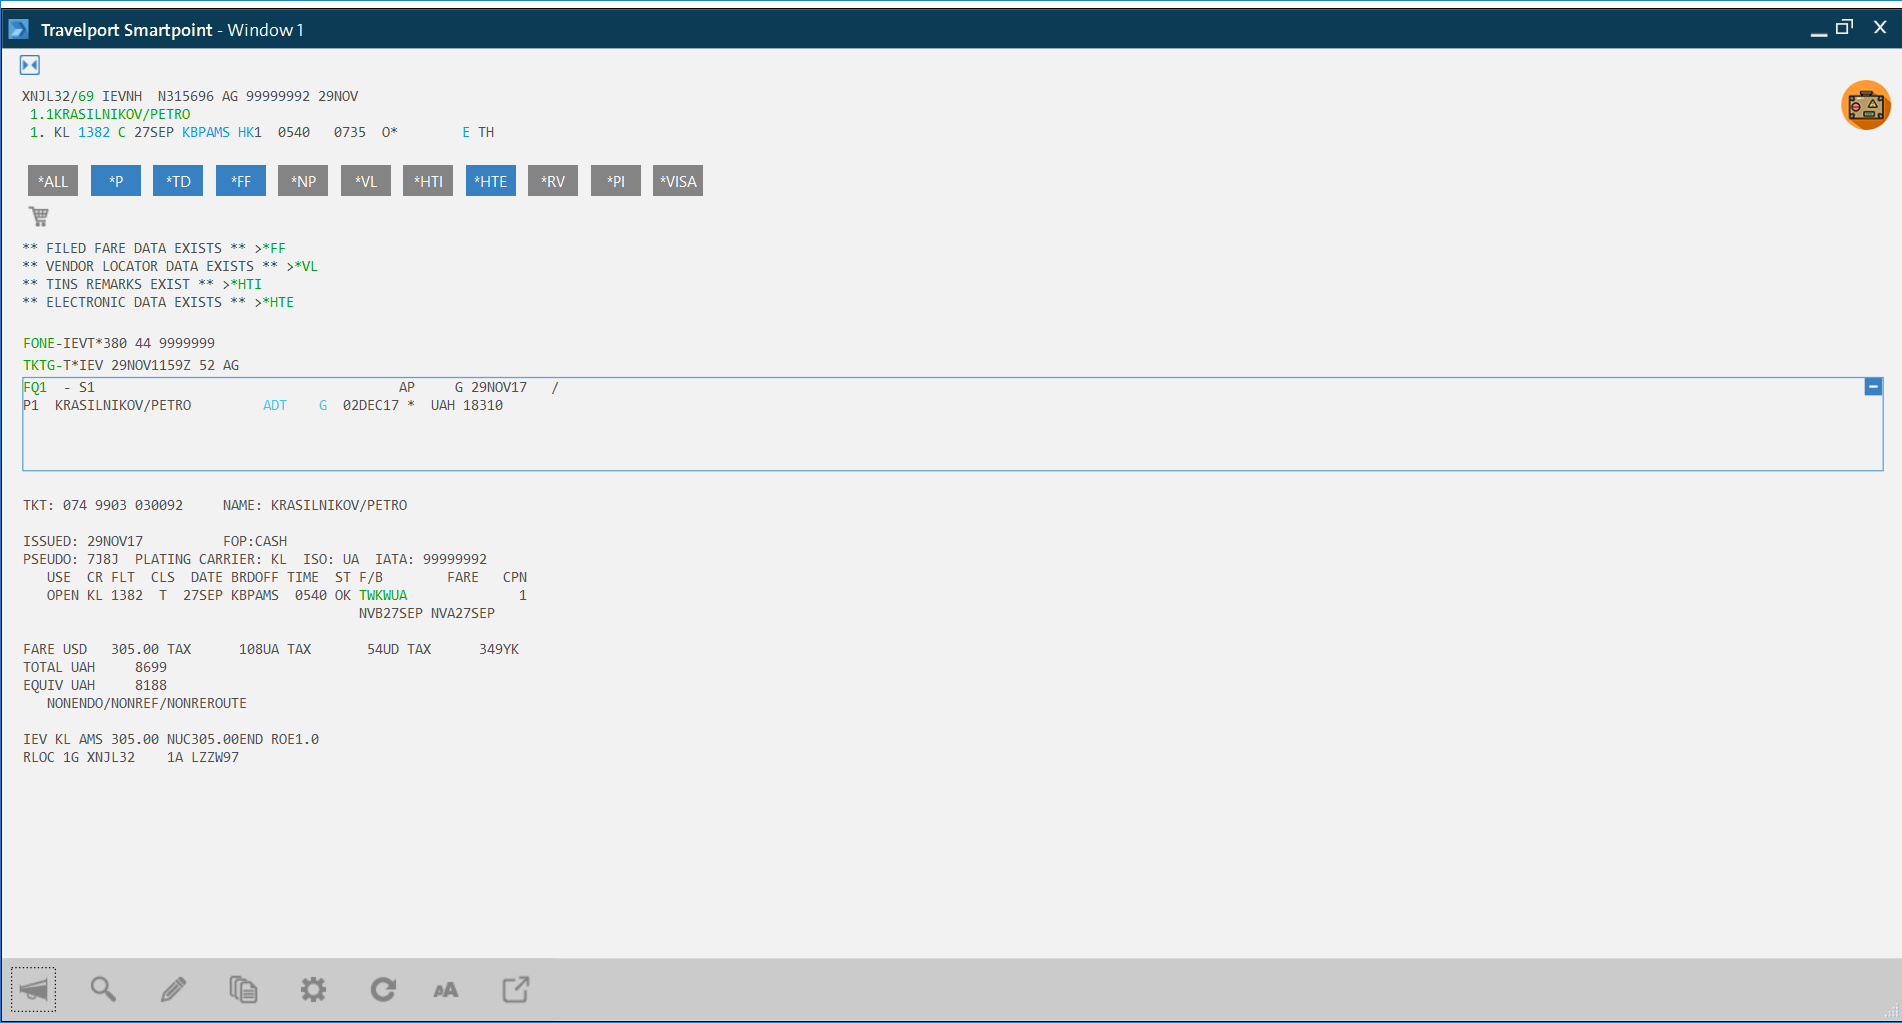 Travelport Smartpoint - Window 1
XNJL32/69 IEVNH N315696 AG 99999992 29NOV
1.1KRASILNIKOV/PETRO
1. KL 1382 C 27SEP KBPAMS HK1 0540 0735 O* E TH
*ALL *P *TD *FF *NP *VL *HTI *HTE *RV *PI *VISA
** FILED FARE DATA EXISTS ** >*FF
** VENDOR LOCATOR DATA EXISTS ** >*VL
** TINS REMARKS EXIST ** >*HTI
** ELECTRONIC DATA EXISTS ** >*HTE
FONE-IEVT*380 44 9999999
TKTG-T*IEV 29NOV1159Z 52 AG
FQ1 - S1 AP G 29NOV17 /
P1 KRASILNIKOV/PETRO ADT G 02DEC17 * UAH 18310
TKT: 074 9903 030092 NAME: KRASILNIKOV/PETRO
ISSUED: 29NOV17 FOP:CASH
PSEUDO: 7J8J PLATING CARRIER: KL ISO: UA IATA: 99999992
USE CR FLT CLS DATE BRDOFF TIME ST F/B FARE CPN
OPEN KL 1382 T 27SEP KBPAMS 0540 OK TWKWUA 1
NVB27SEP NVA27SEP
FARE USD 305.00 TAX 108UA TAX 54UD TAX 349YK
TOTAL UAH 8699
EQUIV UAH 8188
NONENDO/NONREF/NONREROUTE
IEV KL AMS 305.00 NUC305.00END ROE1.0
RLOC 1G XNJL32 1A LZZW97
AA